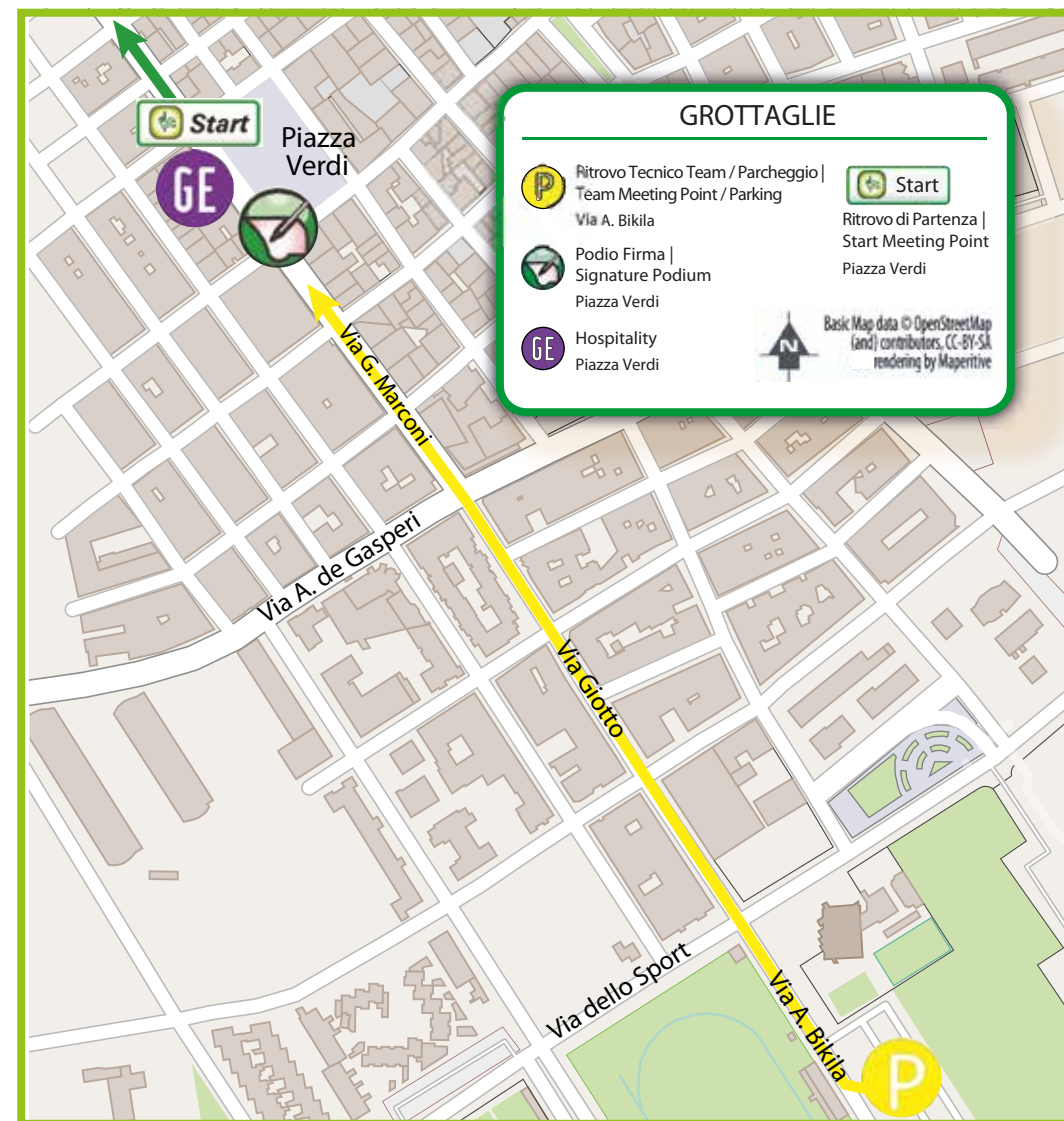 Start
GE
Piazza
Verdi
GROTTAGLIE
P
Ritrovo Tecnico Team / Parcheggio |
Team Meeting Point / Parking
Via A. Bikila
Podio Firma |
Signature Podium
Piazza Verdi
GE
Hospitality
Piazza Verdi
Start
Ritrovo di Partenza |
Start Meeting Point
Piazza Verdi
N
Basic Map data © OpenStreetMap
(and) contributors, CC-BY-SA
rendering by Maperitive
Via G. Marconi
Via A. de Gasperi
Via Giotto
Via dello Sport
Via A. Bikila
P